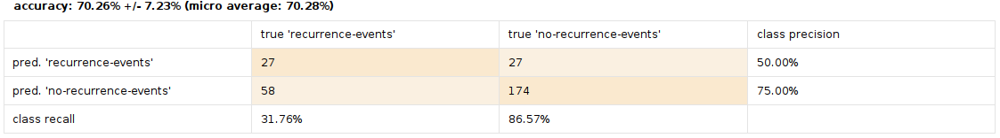 accuracy: 70.26% +/- 7.23% (micro average: 70.28%)
true 'recurrence-events' true 'no-recurrence-events' class precision
pred. 'recurrence-events' 27 27 50.00%
pred. 'no-recurrence-events' 58 174 75.00%
class recall 31.76% 86.57%